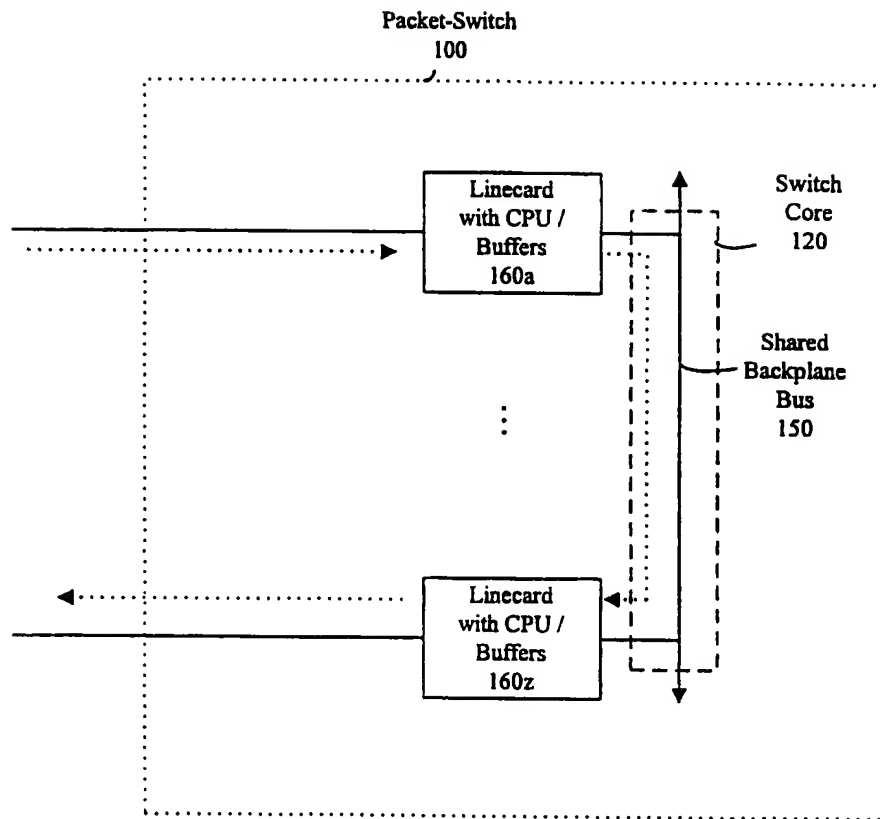 Packet-Switch
100
Linecard
with CPU /
Buffers
160a
Switch
Core
120
Shared
Backplane
Bus
150
Linecard
with CPU /
Buffers
160z